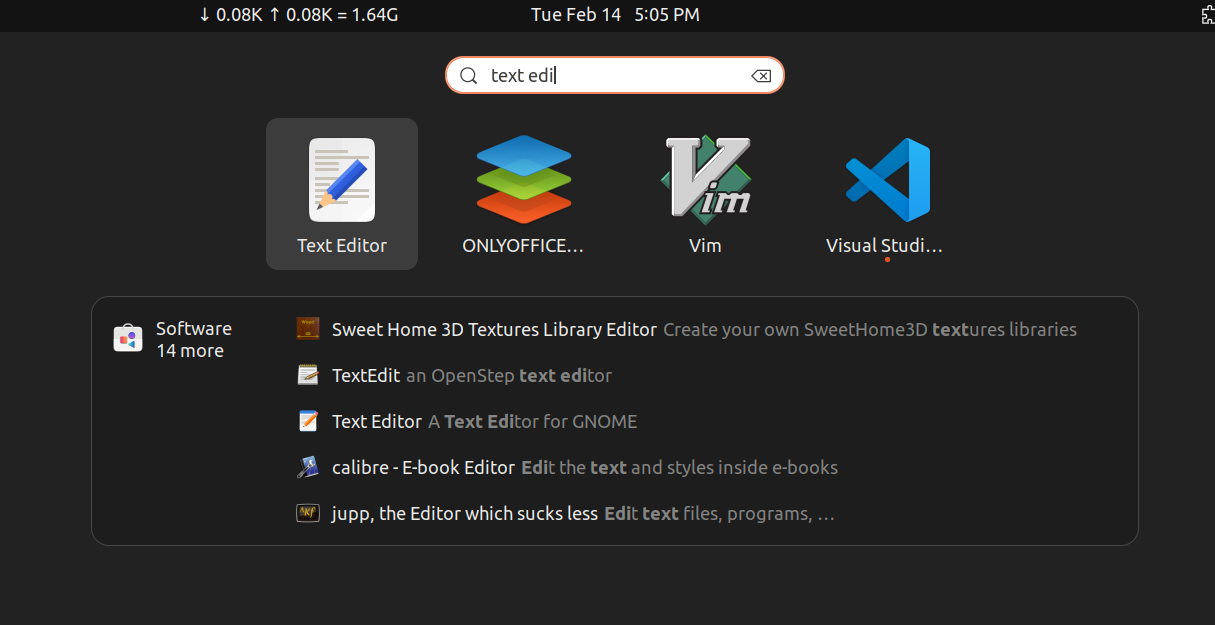 ↓ 0.08K ↑ 0.08K = 1.64G
Tue Feb 14 5:05 PM
text edi
Text Editor
ONLYOFFICE…
Vim
Visual Studi…
Software
14 more
Sweet Home 3D Textures Library Editor Create your own SweetHome3D textures libraries
TextEdit an OpenStep text editor
Text Editor A Text Editor for GNOME
calibre - E-book Editor Edit the text and styles inside e-books
jupp, the Editor which sucks less Edit text files, programs, …